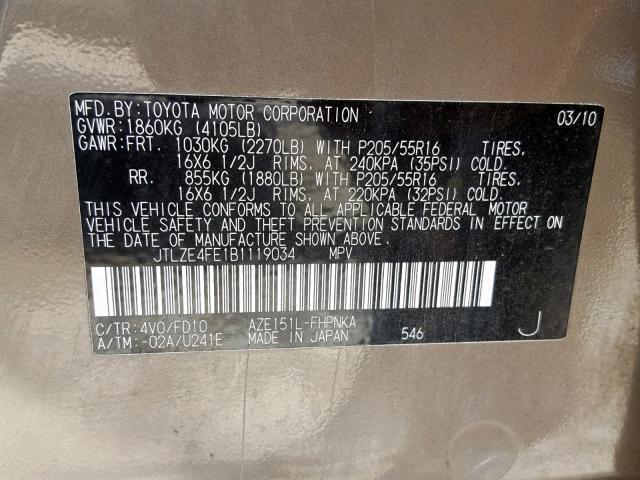 MFD.BY:TOYOTA MOTOR CORPORATION 03/10
GVWR:1860KG (4105LB)
GAWR:FRT. 1030KG (2270LB) WITH P205/55R16 TIRES,
16X6 1/2J RIMS, AT 240KPA (35PSI) COLD.
RR. 855KG (1880LB) WITH P205/55R16 TIRES,
16X6 1/2J RIMS, AT 220KPA (32PSI) COLD.
THIS VEHICLE CONFORMS TO ALL APPLICABLE FEDERAL MOTOR
VEHICLE SAFETY AND THEFT PREVENTION STANDARDS IN EFFECT ON THE
DATE OF MANUFACTURE SHOWN ABOVE.
JTLZE4FE1B1119034 MPV
C/TR:4V0/FD10 AZE151L-FHPNKA
A/TM:-02A/U241E MADE IN JAPAN 546 J